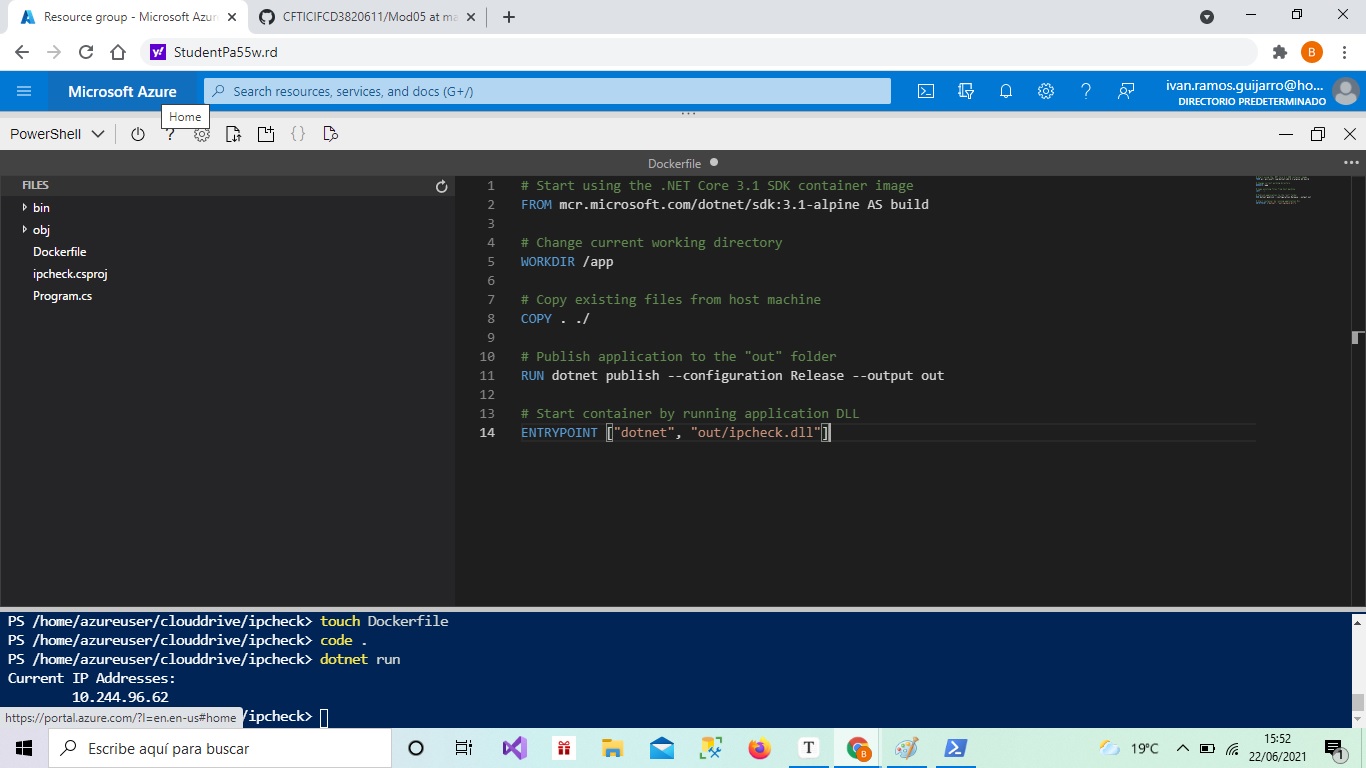 Resource group - Microsoft Azur
CFTICIFCD3820611/Mod05 at ma
StudentPa55w.rd
B
Microsoft Azure
Search resources, services, and docs (G+/)
ivan.ramos.guijarro@ho...
DIRECTORIO PREDETERMINADO
Home
PowerShell
Dockerfile
FILES
bin
obj
Dockerfile
ipcheck.csproj
Program.cs
1 # Start using the .NET Core 3.1 SDK container image
2 FROM mcr.microsoft.com/dotnet/sdk:3.1-alpine AS build
3
4 # Change current working directory
5 WORKDIR /app
6
7 # Copy existing files from host machine
8 COPY . ./
9
10 # Publish application to the "out" folder
11 RUN dotnet publish --configuration Release --output out
12
13 # Start container by running application DLL
14 ENTRYPOINT ["dotnet", "out/ipcheck.dll"]
PS /home/azureuser/clouddrive/ipcheck> touch Dockerfile
PS /home/azureuser/clouddrive/ipcheck> code .
PS /home/azureuser/clouddrive/ipcheck> dotnet run
Current IP Addresses:
10.244.96.62
https://portal.azure.com/?l=en.en-us#home
/ipcheck>
Escribe aquí para buscar
T
B
19°C
15:52
22/06/2021
1